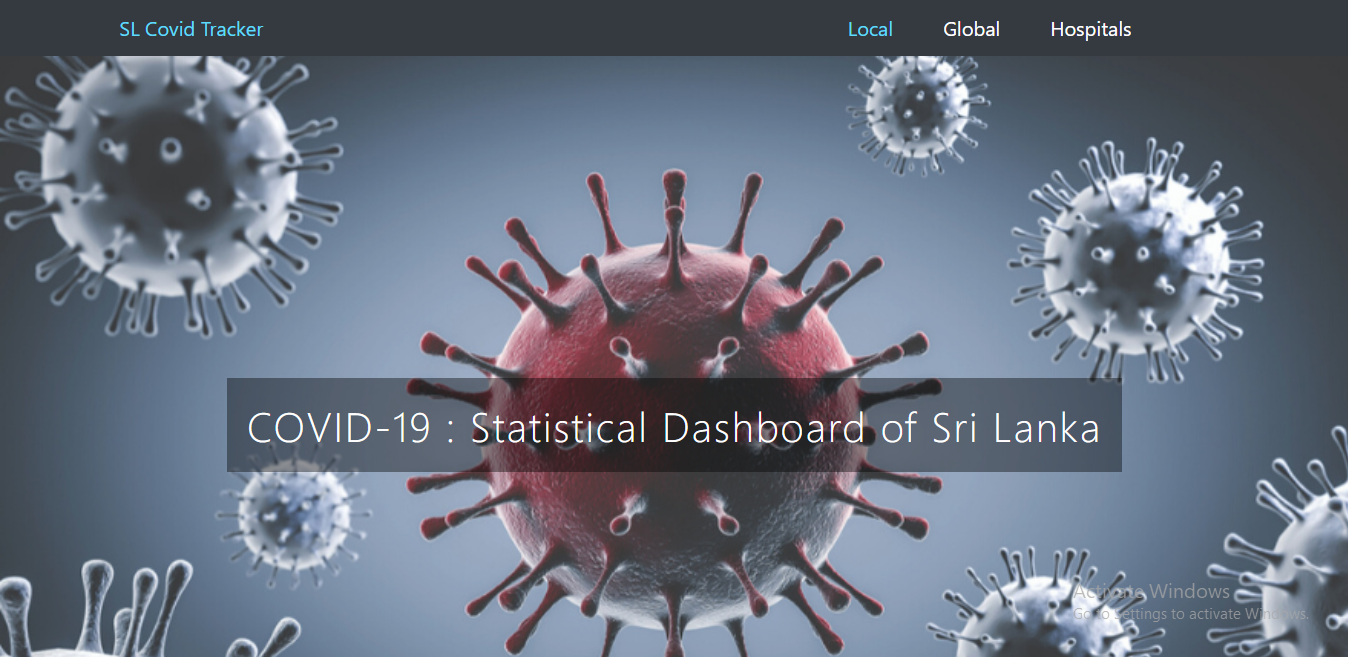 SL Covid Tracker
Local Global Hospitals
COVID-19 : Statistical Dashboard of Sri Lanka
Activate Windows
Go to Settings to activate Windows.